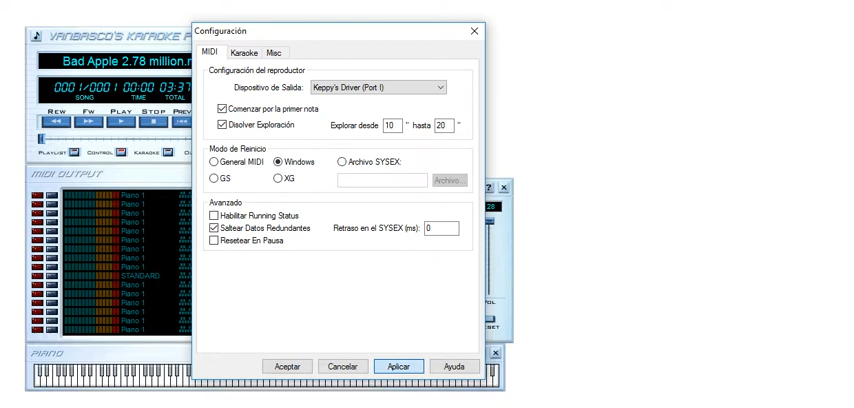 VANBASCO'S KARAOKE P
Bad Apple 2.78 million.m
0001/0001 00:00 03:37
SONG TIME TOTAL
REW FW PLAY STOP PREV
PLAYLIST CONTROL KARAOKE
MIDI OUTPUT
Piano 1
Piano 1
Piano 1
Piano 1
Piano 1
Piano 1
Piano 1
Piano 1
Piano 1
STANDARD
Piano 1
Piano 1
Piano 1
Piano 1
Piano 1
Piano 1
PIANO
Configuración
MIDI Karaoke Misc
Configuración del reproductor
Dispositivo de Salida: Keppy's Driver (Port I)
Comenzar por la primer nota
Disolver Exploración Explorar desde 10 " hasta 20 "
Modo de Reinicio
General MIDI Windows Archivo SYSEX:
GS XG Archivo...
Avanzado
Habilitar Running Status
Saltear Datos Redundantes Retraso en el SYSEX (ms): 0
Resetear En Pausa
Aceptar Cancelar Aplicar Ayuda
?
28